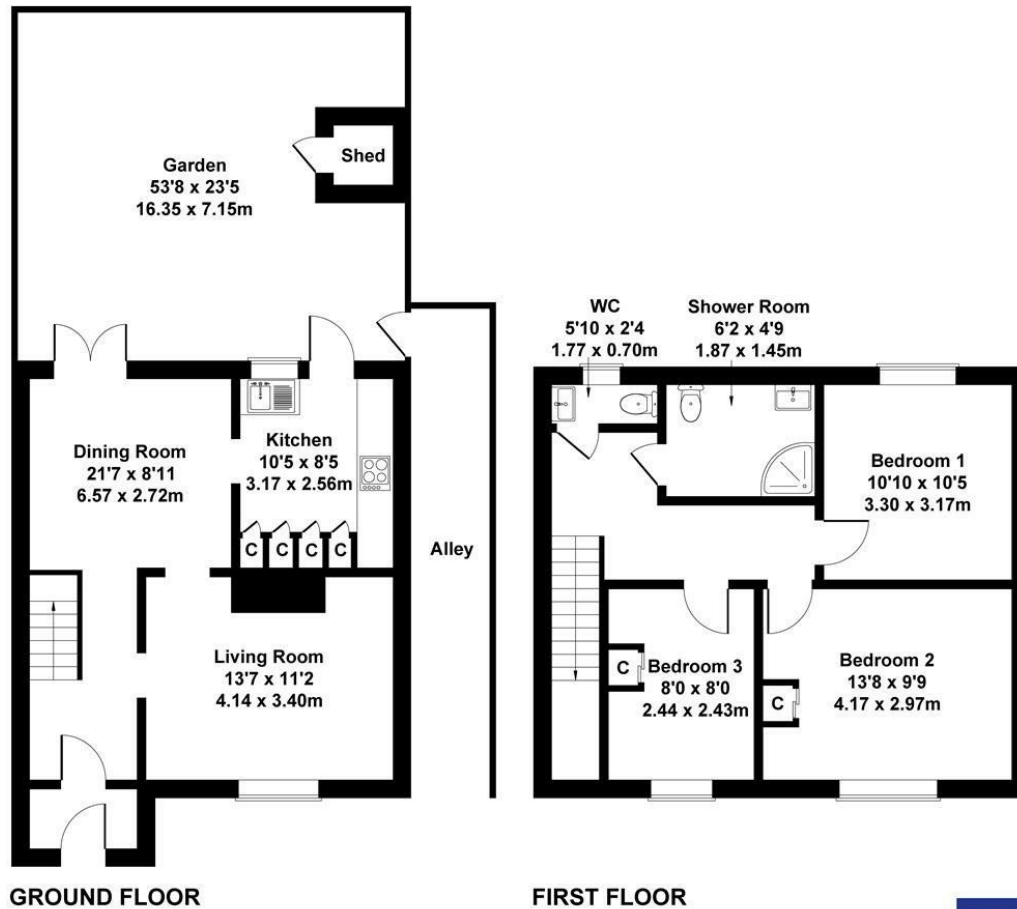 Garden
53'8 x 23'5
16.35 x 7.15m
Shed
Dining Room
21'7 x 8'11
6.57 x 2.72m
Kitchen
10'5 x 8'5
3.17 x 2.56m
C C C C
Alley
Living Room
13'7 x 11'2
4.14 x 3.40m
GROUND FLOOR
WC
5'10 x 2'4
1.77 x 0.70m
Shower Room
6'2 x 4'9
1.87 x 1.45m
Bedroom 1
10'10 x 10'5
3.30 x 3.17m
C
Bedroom 3
8'0 x 8'0
2.44 x 2.43m
C
Bedroom 2
13'8 x 9'9
4.17 x 2.97m
FIRST FLOOR